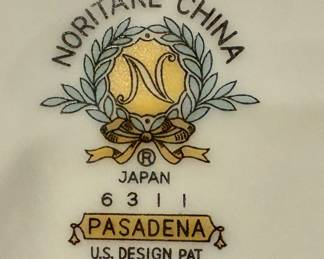 NORITAKE CHINA
N
®
JAPAN
6311
PASADENA
U.S. DESIGN PAT